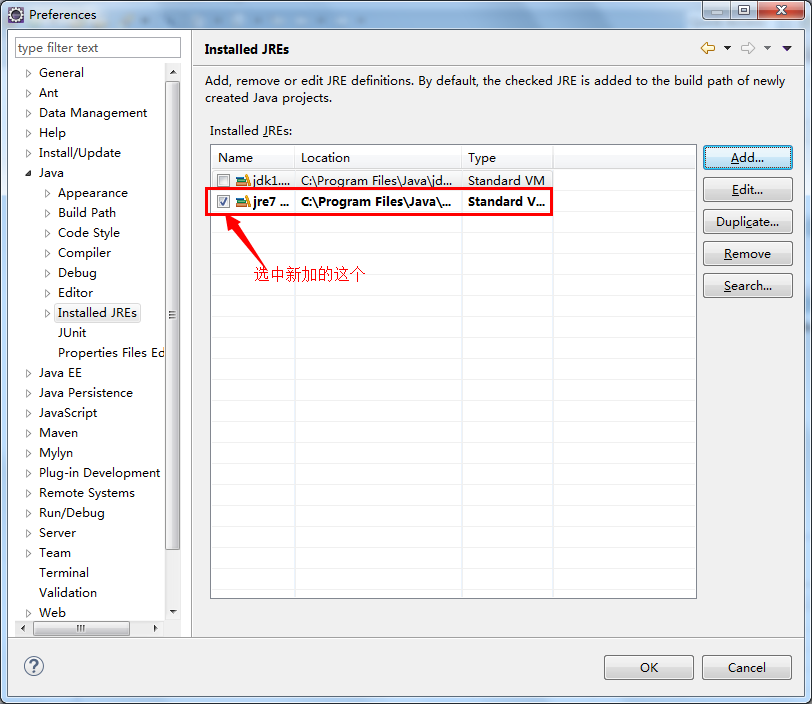 Preferences
type filter text
General
Ant
Data Management
Help
Install/Update
Java
Appearance
Build Path
Code Style
Compiler
Debug
Editor
Installed JREs
JUnit
Properties Files Ed
Java EE
Java Persistence
JavaScript
Maven
Mylyn
Plug-in Development
Remote Systems
Run/Debug
Server
Team
Terminal
Validation
Web
Installed JREs
Add, remove or edit JRE definitions. By default, the checked JRE is added to the build path of newly
created Java projects.
Installed JREs:
Name Location Type
jdk1.... C:\Program Files\Java\jd... Standard VM
jre7 ... C:\Program Files\Java\... Standard V...
选中新加的这个
Add...
Edit...
Duplicate...
Remove
Search...
OK Cancel